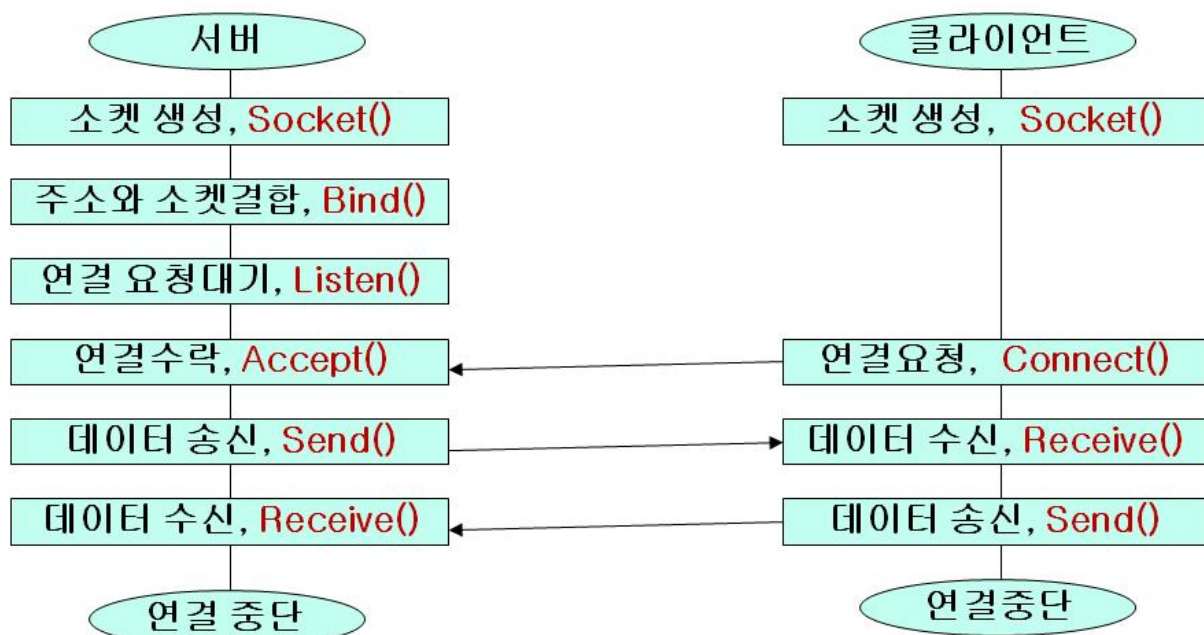 서버
소켓 생성, Socket()
주소와 소켓결합, Bind()
연결 요청대기, Listen()
연결수락, Accept()
데이터 송신, Send()
데이터 수신, Receive()
연결 중단
클라이언트
소켓 생성, Socket()
연결요청, Connect()
데이터 수신, Receive()
데이터 송신, Send()
연결중단